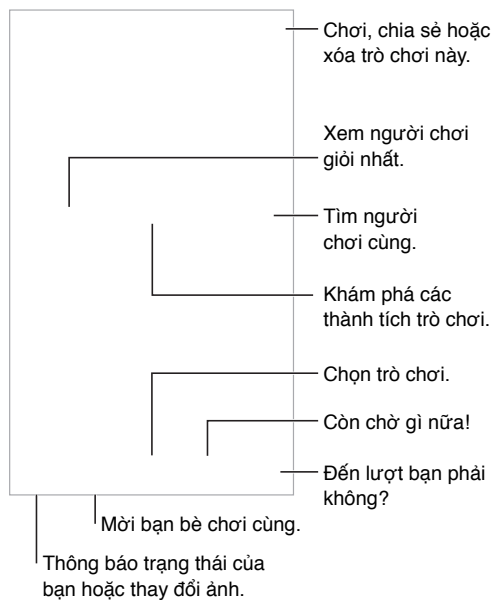 Chơi, chia sẻ hoặc
xóa trò chơi này.
Xem người chơi
giỏi nhất.
Tìm người
chơi cùng.
Khám phá các
thành tích trò chơi.
Chọn trò chơi.
Còn chờ gì nữa!
Đến lượt bạn phải
không?
Mời bạn bè chơi cùng.
Thông báo trạng thái của
bạn hoặc thay đổi ảnh.